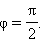 φ = π/2.